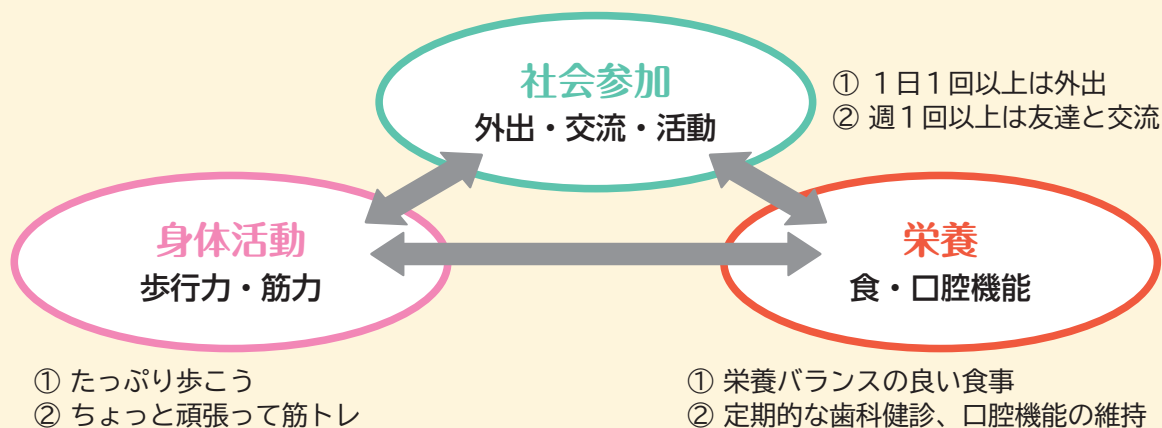 社会参加
外出・交流・活動
① 1日1回以上は外出
② 週1回以上は友達と交流
身体活動
歩行力・筋力
① たっぷり歩こう
② ちょっと頑張って筋トレ
栄養
食・口腔機能
① 栄養バランスの良い食事
② 定期的な歯科健診、口腔機能の維持